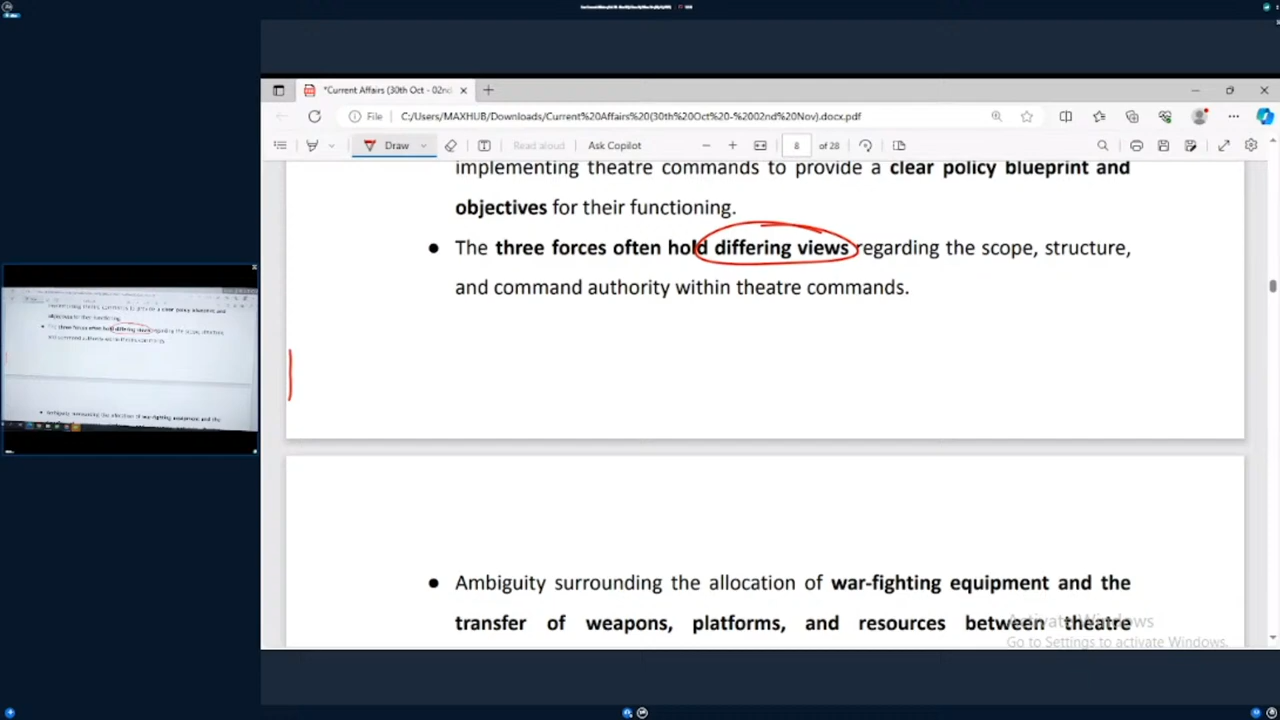 *Current Affairs (30th Oct - 02nd
File C:/Users/MAXHUB/Downloads/Current%20Affairs%20(30th%20Oct%20-%2002nd%20Nov).docx.pdf
Draw Read aloud Ask Copilot 8 of 28
implementing theatre commands to provide a clear policy blueprint and
objectives for their functioning.
● The three forces often hold differing views regarding the scope, structure,
and command authority within theatre commands.
● Ambiguity surrounding the allocation of war-fighting equipment and the
transfer of weapons, platforms, and resources between theatre
Activate Windows
Go to Settings to activate Windows.